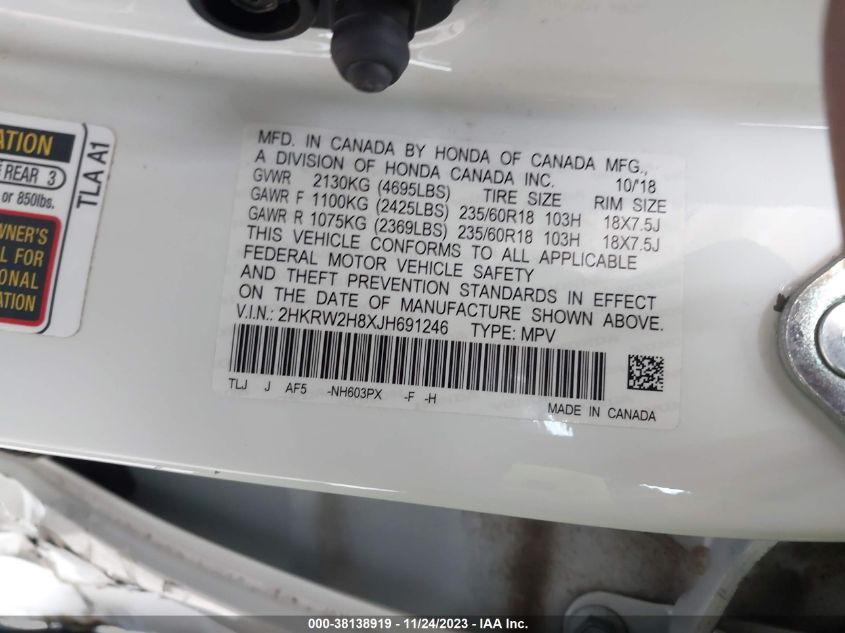 ATION
REAR 3
or 850lbs.
TLA A1
WNER'S
L FOR
IONAL
ATION
MFD. IN CANADA BY HONDA OF CANADA MFG.,
A DIVISION OF HONDA CANADA INC. 10/18
GVWR 2130KG (4695LBS) TIRE SIZE RIM SIZE
GAWR F 1100KG (2425LBS) 235/60R18 103H 18X7.5J
GAWR R 1075KG (2369LBS) 235/60R18 103H 18X7.5J
THIS VEHICLE CONFORMS TO ALL APPLICABLE
FEDERAL MOTOR VEHICLE SAFETY
AND THEFT PREVENTION STANDARDS IN EFFECT
ON THE DATE OF MANUFACTURE SHOWN ABOVE.
V.I.N.: 2HKRW2H8XJH691246 TYPE: MPV
TLJ J AF5 -NH603PX -F -H
MADE IN CANADA
000-38138919 - 11/24/2023 - IAA Inc.